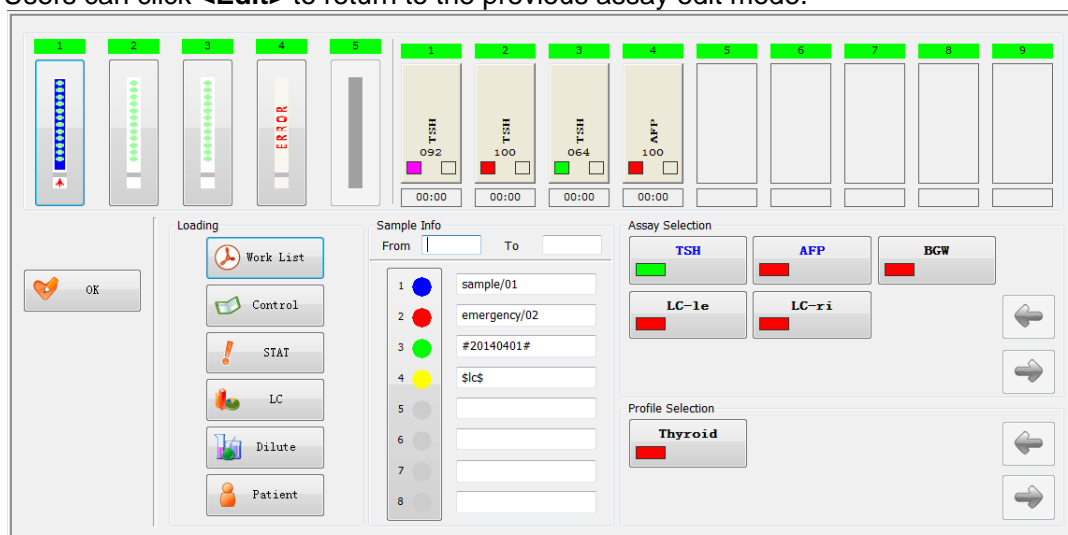 Users can click <Edit> to return to the previous assay edit mode.
1 2 3 4 5 1 2 3 4 5 6 7 8 9
ERROR
TSH TSH TSH AFP
092 100 064 100
00:00 00:00 00:00 00:00
Loading
Work List
Control
STAT
LC
Dilute
Patient
OK
Sample Info
From To
1 sample/01
2 emergency/02
3 #20140401#
4 $lc$
5
6
7
8
Assay Selection
TSH AFP BGW
LC-le LC-ri
Profile Selection
Thyroid